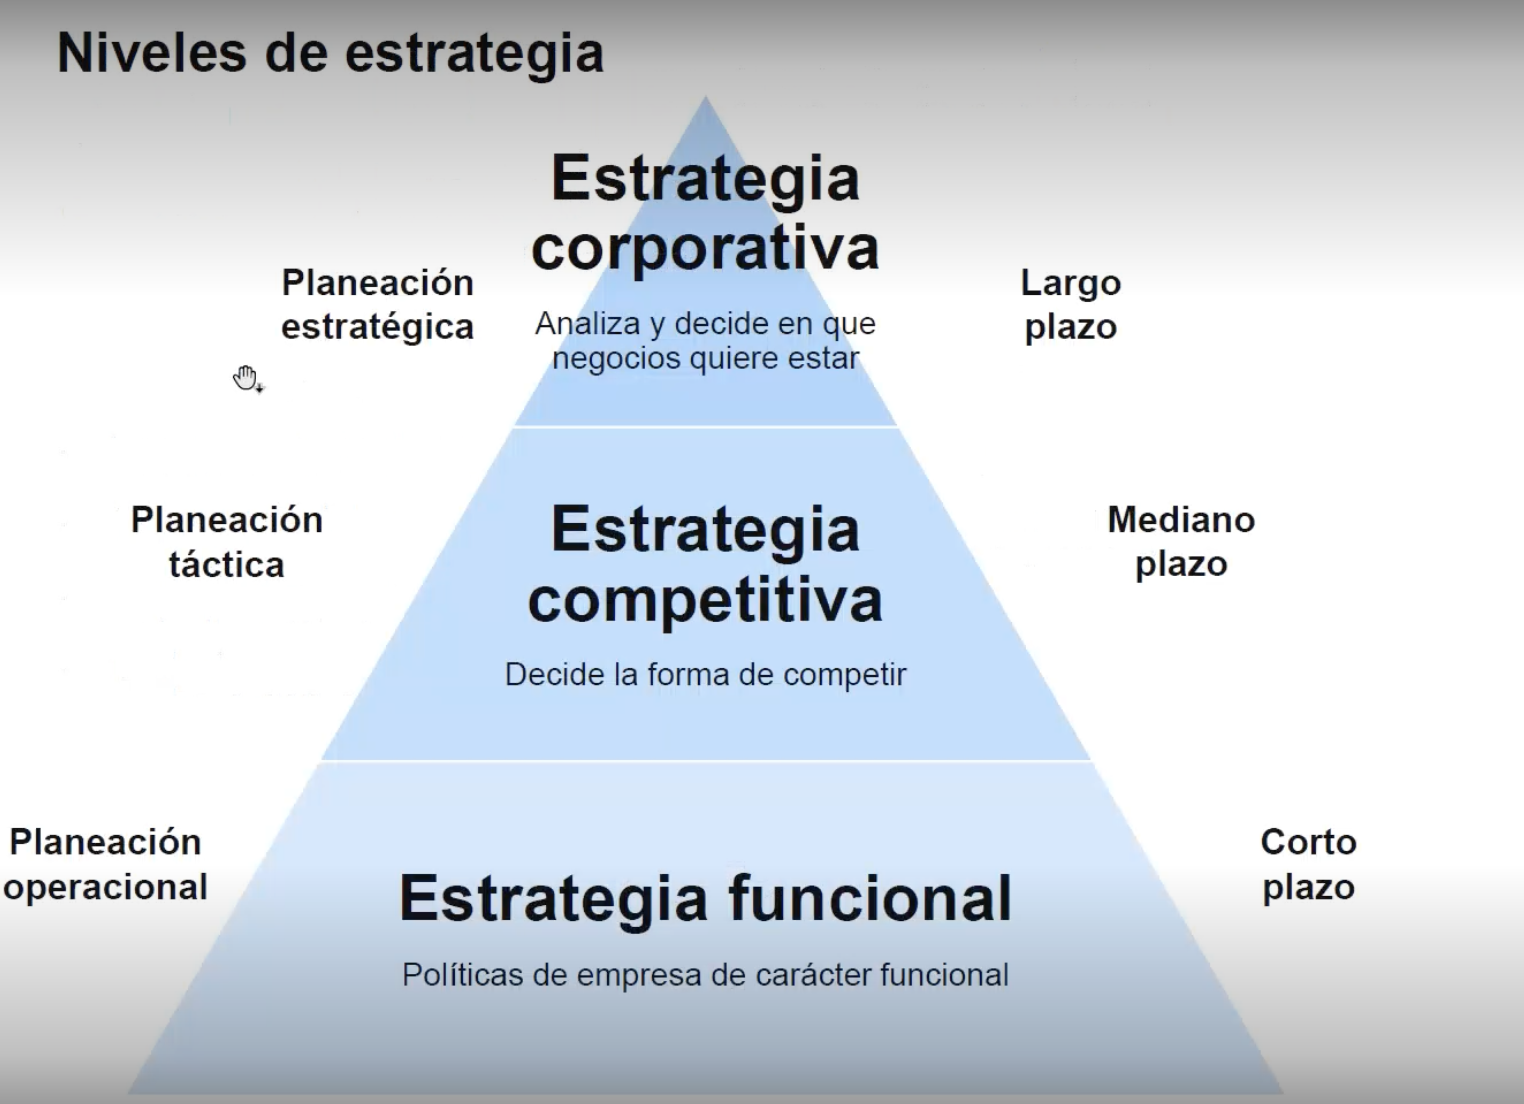 Niveles de estrategia
Estrategia
corporativa
Planeación
estratégica
Analiza y decide en que
negocios quiere estar
Largo
plazo
Planeación
táctica
Estrategia
competitiva
Decide la forma de competir
Mediano
plazo
Planeación
operacional
Estrategia funcional
Políticas de empresa de carácter funcional
Corto
plazo